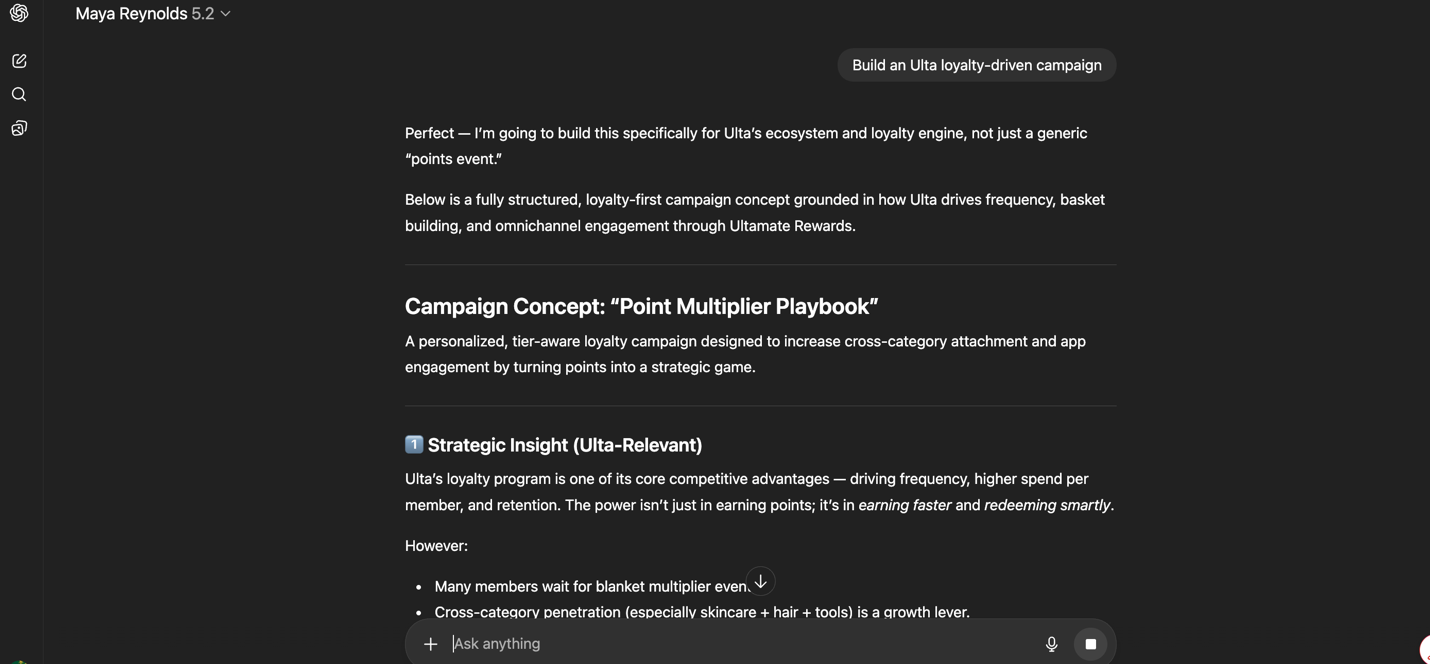 Maya Reynolds 5.2
Build an Ulta loyalty-driven campaign
Perfect — I’m going to build this specifically for Ulta’s ecosystem and loyalty engine, not just a generic
“points event.”
Below is a fully structured, loyalty-first campaign concept grounded in how Ulta drives frequency, basket
building, and omnichannel engagement through Ultamate Rewards.
Campaign Concept: “Point Multiplier Playbook”
A personalized, tier-aware loyalty campaign designed to increase cross-category attachment and app
engagement by turning points into a strategic game.
1 Strategic Insight (Ulta-Relevant)
Ulta’s loyalty program is one of its core competitive advantages — driving frequency, higher spend per
member, and retention. The power isn’t just in earning points; it’s in earning faster and redeeming smartly.
However:
• Many members wait for blanket multiplier
• Cross-category penetration (especially skincare + hair + tools) is a growth lever.
Ask anything